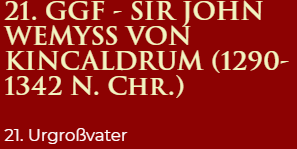 21. GGF - SIR JOHN
WEMYSS VON
KINCALDRUM (1290-
1342 N. CHR.)
21. Urgroßvater